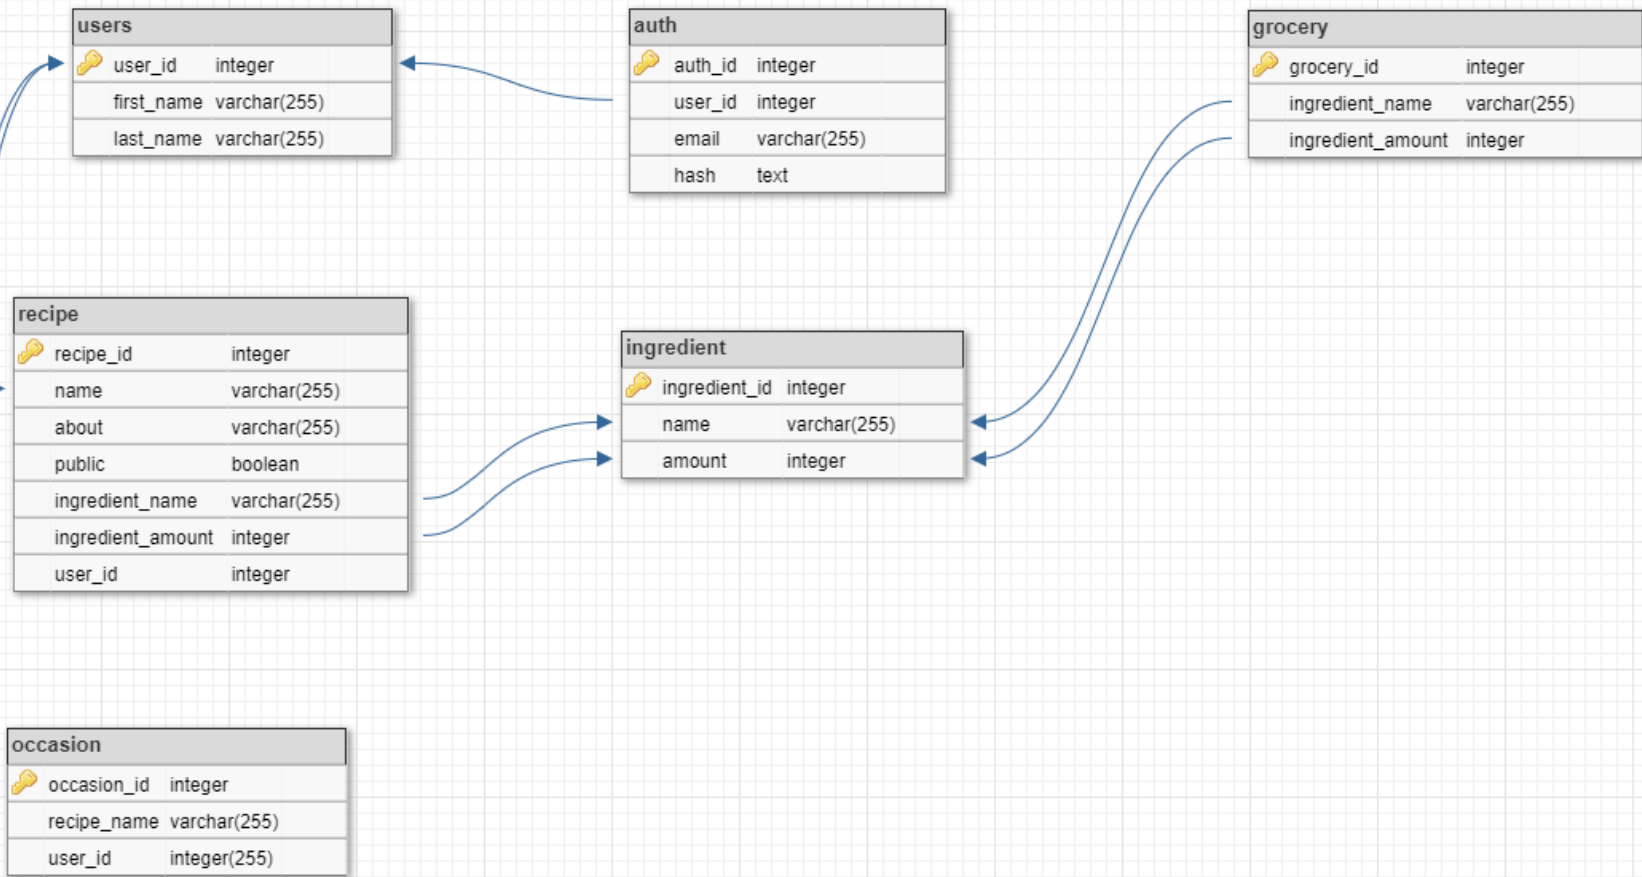 users
user_id integer
first_name varchar(255)
last_name varchar(255)
auth
auth_id integer
user_id integer
email varchar(255)
hash text
grocery
grocery_id integer
ingredient_name varchar(255)
ingredient_amount integer
recipe
recipe_id integer
name varchar(255)
about varchar(255)
public boolean
ingredient_name varchar(255)
ingredient_amount integer
user_id integer
ingredient
ingredient_id integer
name varchar(255)
amount integer
occasion
occasion_id integer
recipe_name varchar(255)
user_id integer(255)